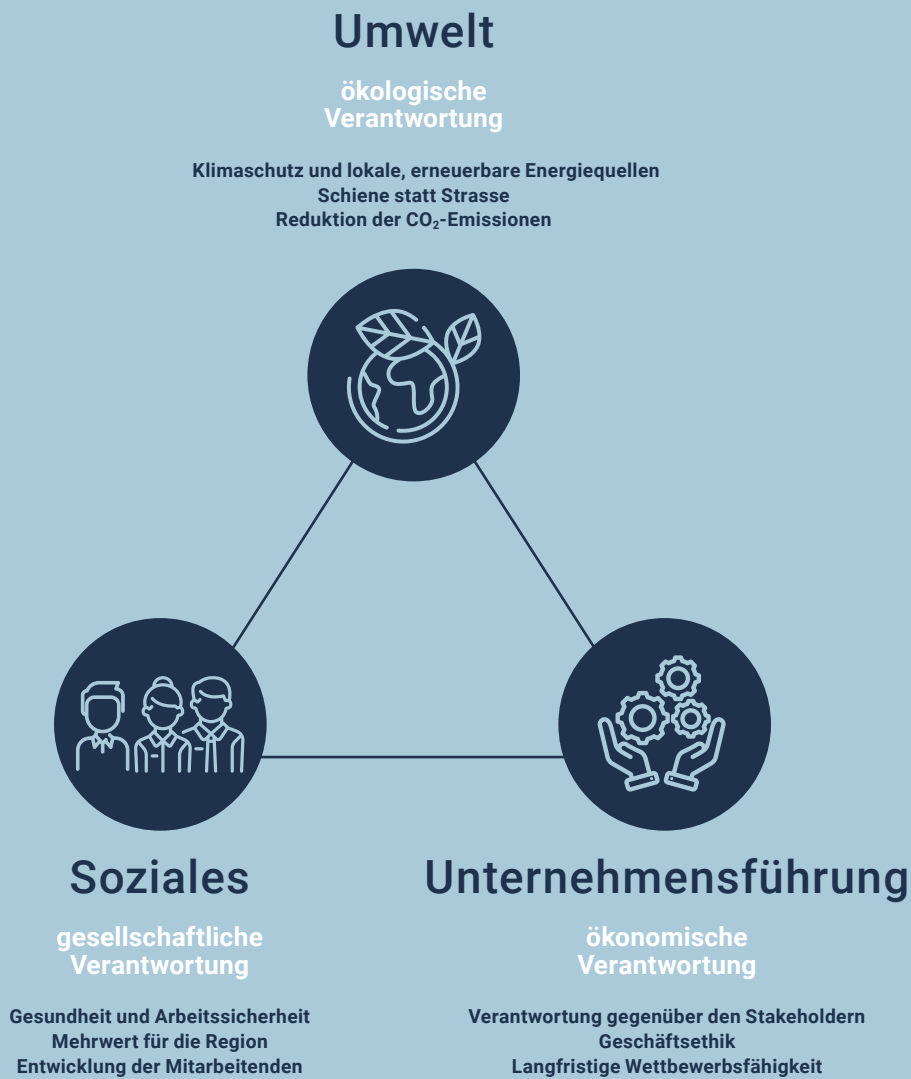 Umwelt
ökologische
Verantwortung
Klimaschutz und lokale, erneuerbare Energiequellen
Schiene statt Strasse
Reduktion der CO₂-Emissionen
Soziales
gesellschaftliche
Verantwortung
Gesundheit und Arbeitssicherheit
Mehrwert für die Region
Entwicklung der Mitarbeitenden
Unternehmensführung
ökonomische
Verantwortung
Verantwortung gegenüber den Stakeholdern
Geschäftsethik
Langfristige Wettbewerbsfähigkeit